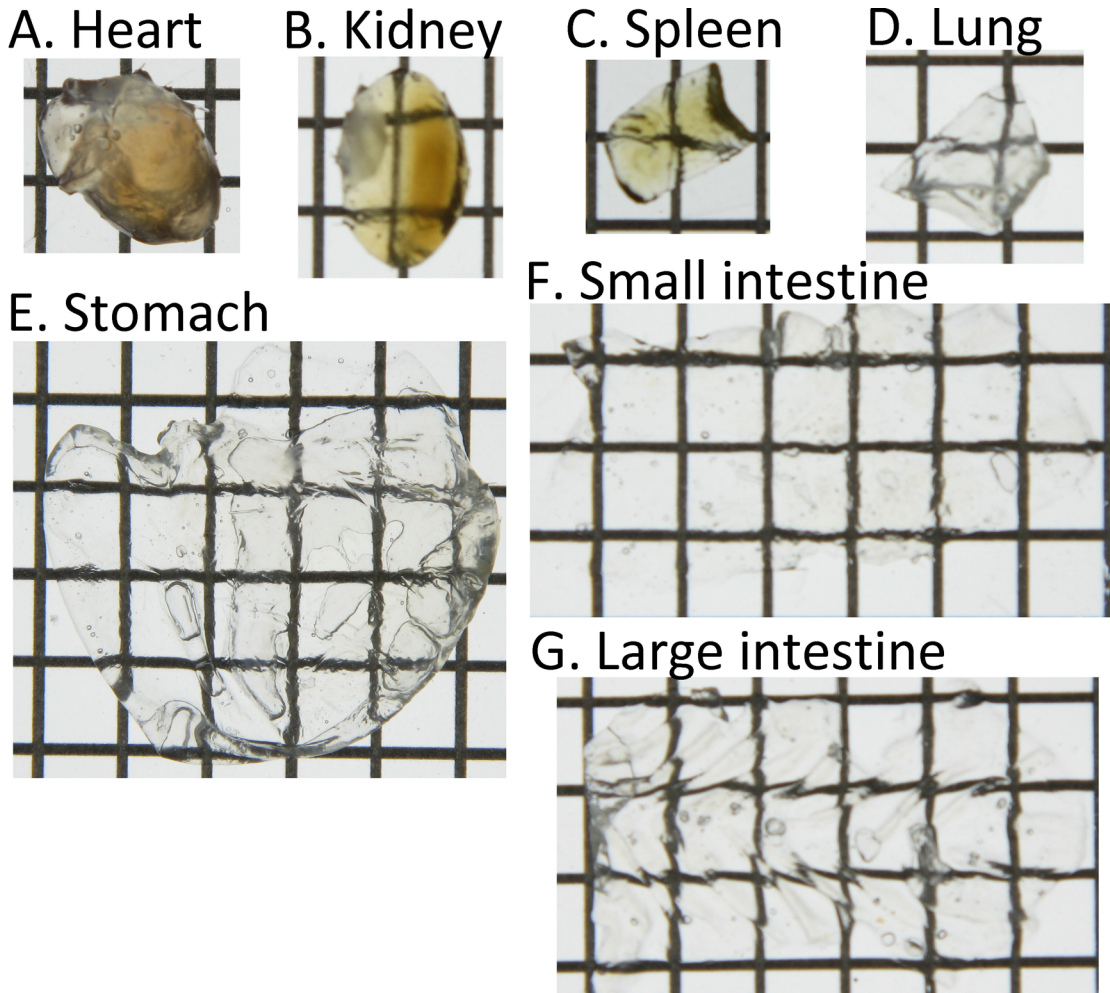 A. Heart
B. Kidney
C. Spleen
D. Lung
E. Stomach
F. Small intestine
G. Large intestine